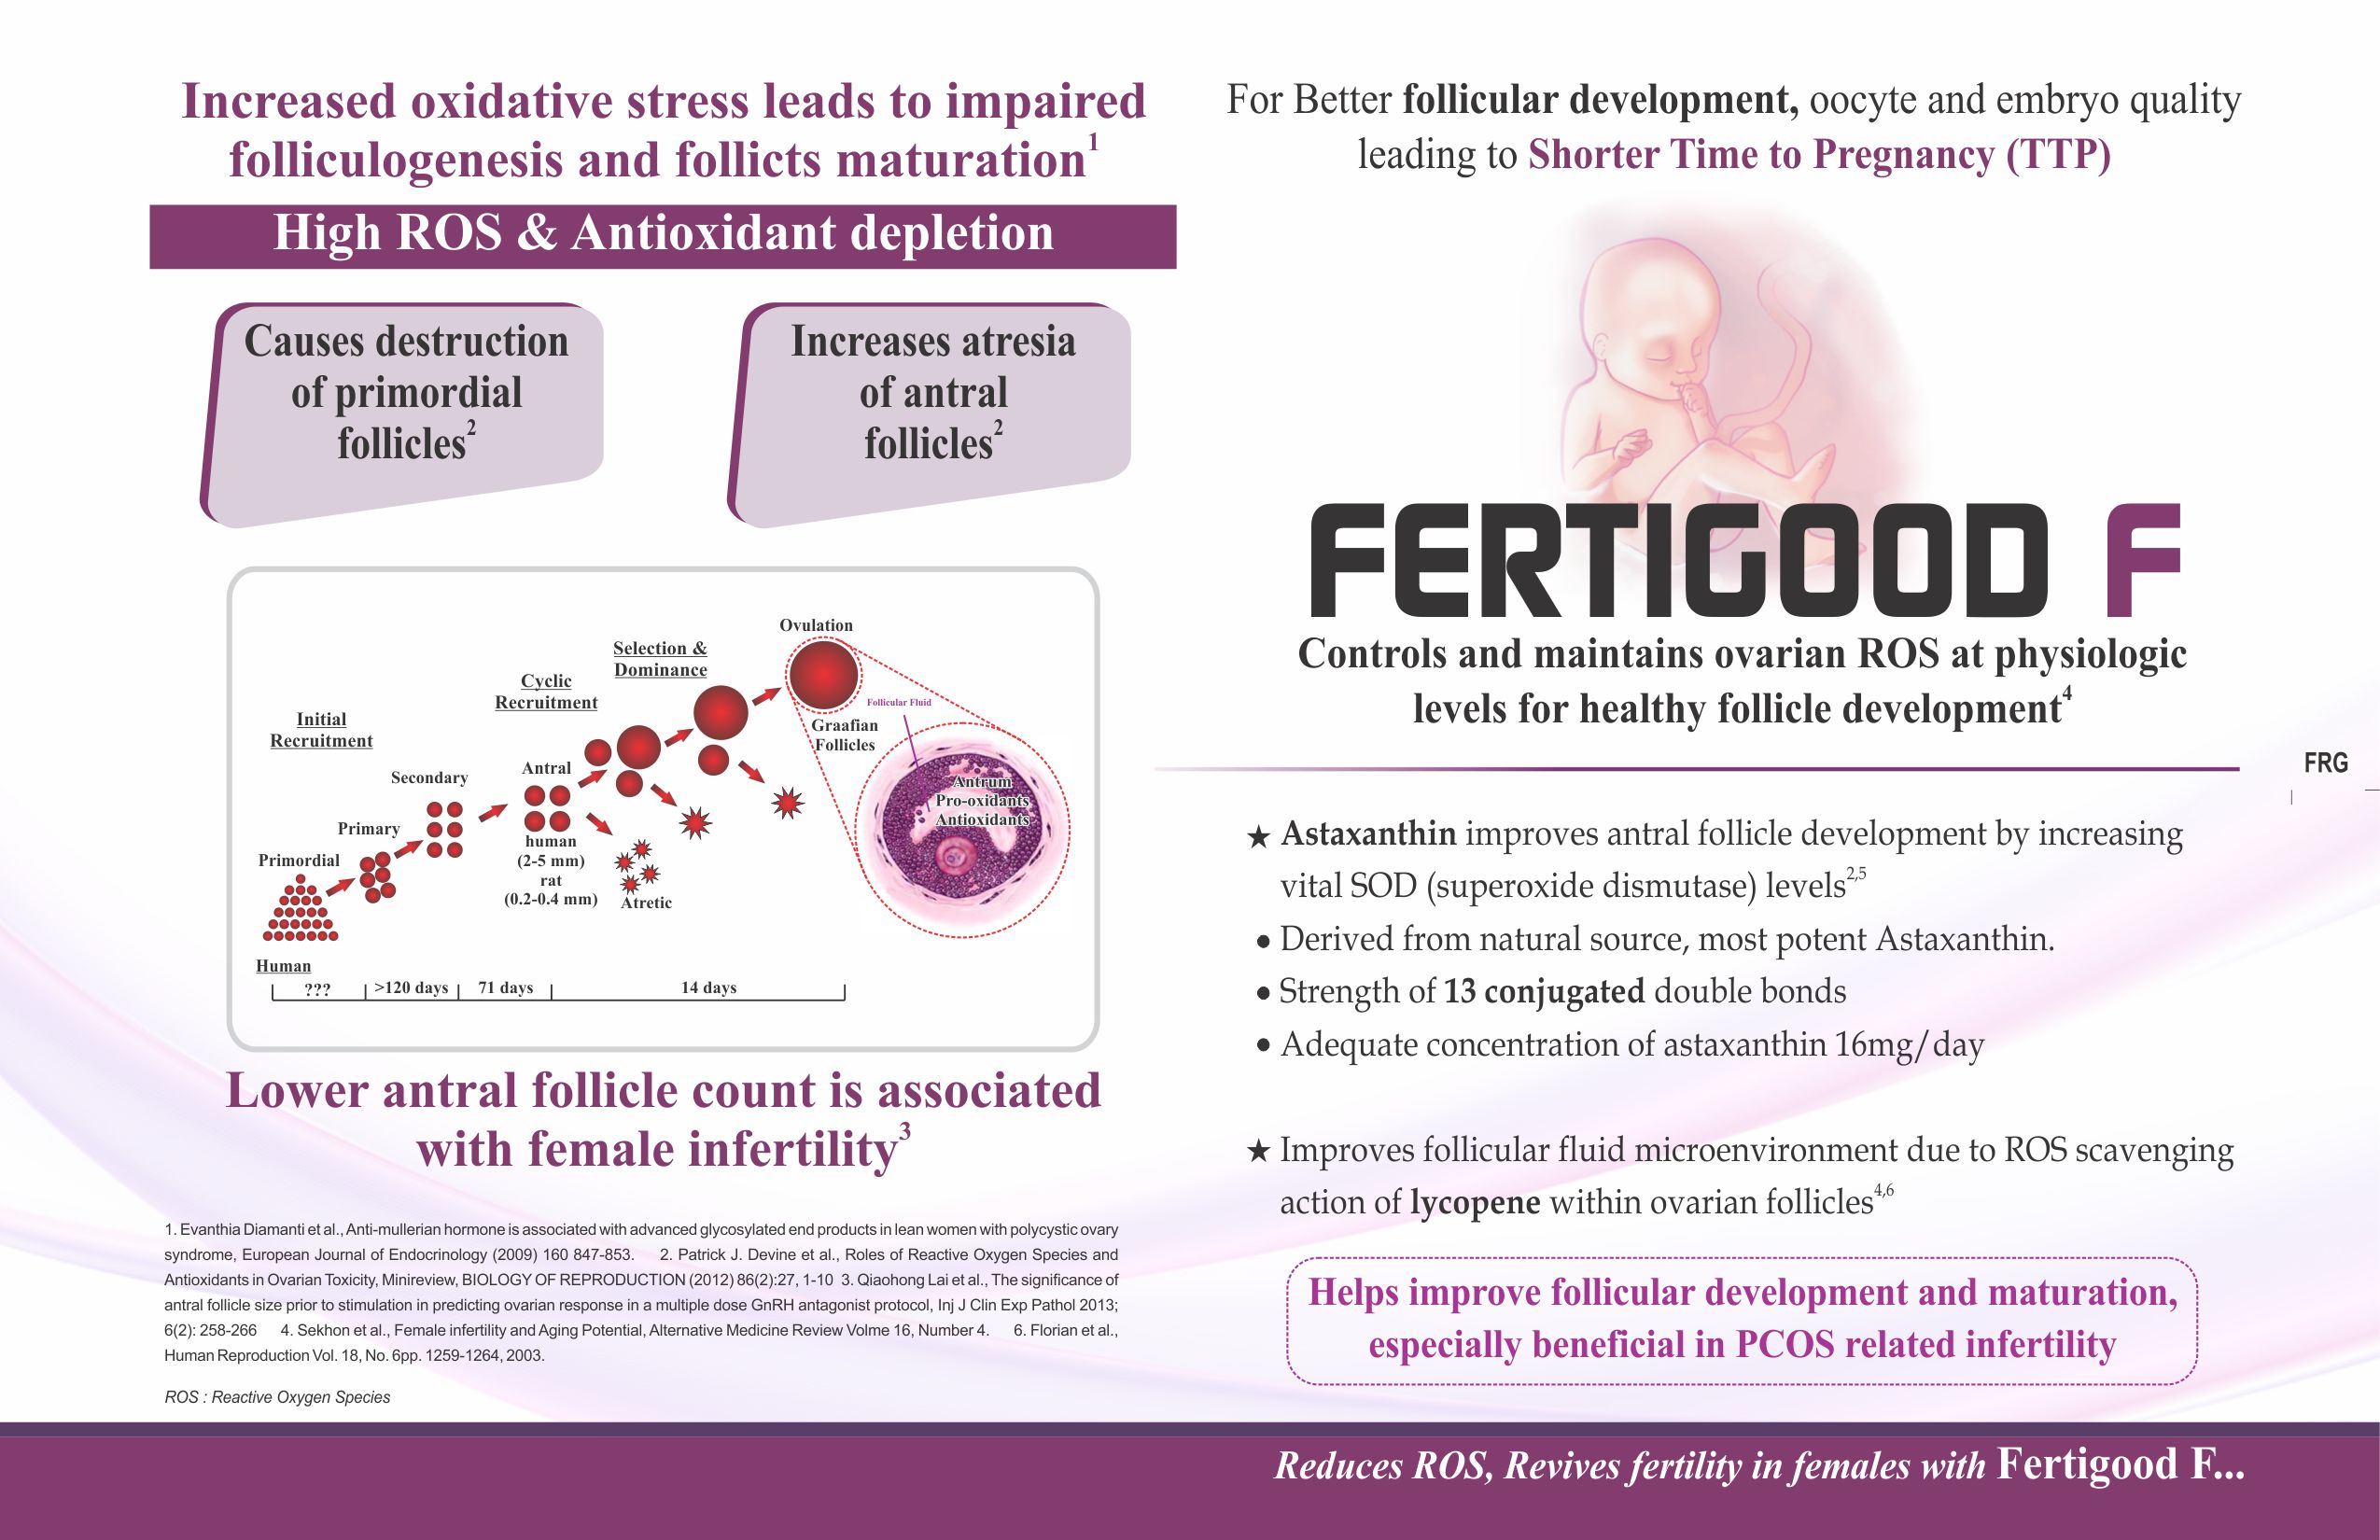 Increased oxidative stress leads to impaired
folliculogenesis and follicts maturation1
High ROS & Antioxidant depletion
Causes destruction
of primordial
follicles2
Increases atresia
of antral
follicles2
Ovulation
Selection &
Dominance
Cyclic
Recruitment
Initial
Recruitment
Follicular Fluid
Graafian
Follicles
Secondary
Antral
Antrum
Pro-oxidants
Antioxidants
Primary
human
(2-5 mm)
rat
(0.2-0.4 mm)
Primordial
Atretic
Human
??? >120 days 71 days 14 days
Lower antral follicle count is associated
with female infertility3
1. Evanthia Diamanti et al., Anti-mullerian hormone is associated with advanced glycosylated end products in lean women with polycystic ovary
syndrome, European Journal of Endocrinology (2009) 160 847-853. 2. Patrick J. Devine et al., Roles of Reactive Oxygen Species and
Antioxidants in Ovarian Toxicity, Minireview, BIOLOGY OF REPRODUCTION (2012) 86(2):27, 1-10 3. Qiaohong Lai et al., The significance of
antral follicle size prior to stimulation in predicting ovarian response in a multiple dose GnRH antagonist protocol, Inj J Clin Exp Pathol 2013;
6(2): 258-266 4. Sekhon et al., Female infertility and Aging Potential, Alternative Medicine Review Volme 16, Number 4. 6. Florian et al.,
Human Reproduction Vol. 18, No. 6pp. 1259-1264, 2003.
ROS : Reactive Oxygen Species
For Better follicular development, oocyte and embryo quality
leading to Shorter Time to Pregnancy (TTP)
FERTIGOOD F
Controls and maintains ovarian ROS at physiologic
levels for healthy follicle development4
FRG
★ Astaxanthin improves antral follicle development by increasing
vital SOD (superoxide dismutase) levels2,5
• Derived from natural source, most potent Astaxanthin.
• Strength of 13 conjugated double bonds
• Adequate concentration of astaxanthin 16mg/day
★ Improves follicular fluid microenvironment due to ROS scavenging
action of lycopene within ovarian follicles4,6
Helps improve follicular development and maturation,
especially beneficial in PCOS related infertility
Reduces ROS, Revives fertility in females with Fertigood F...